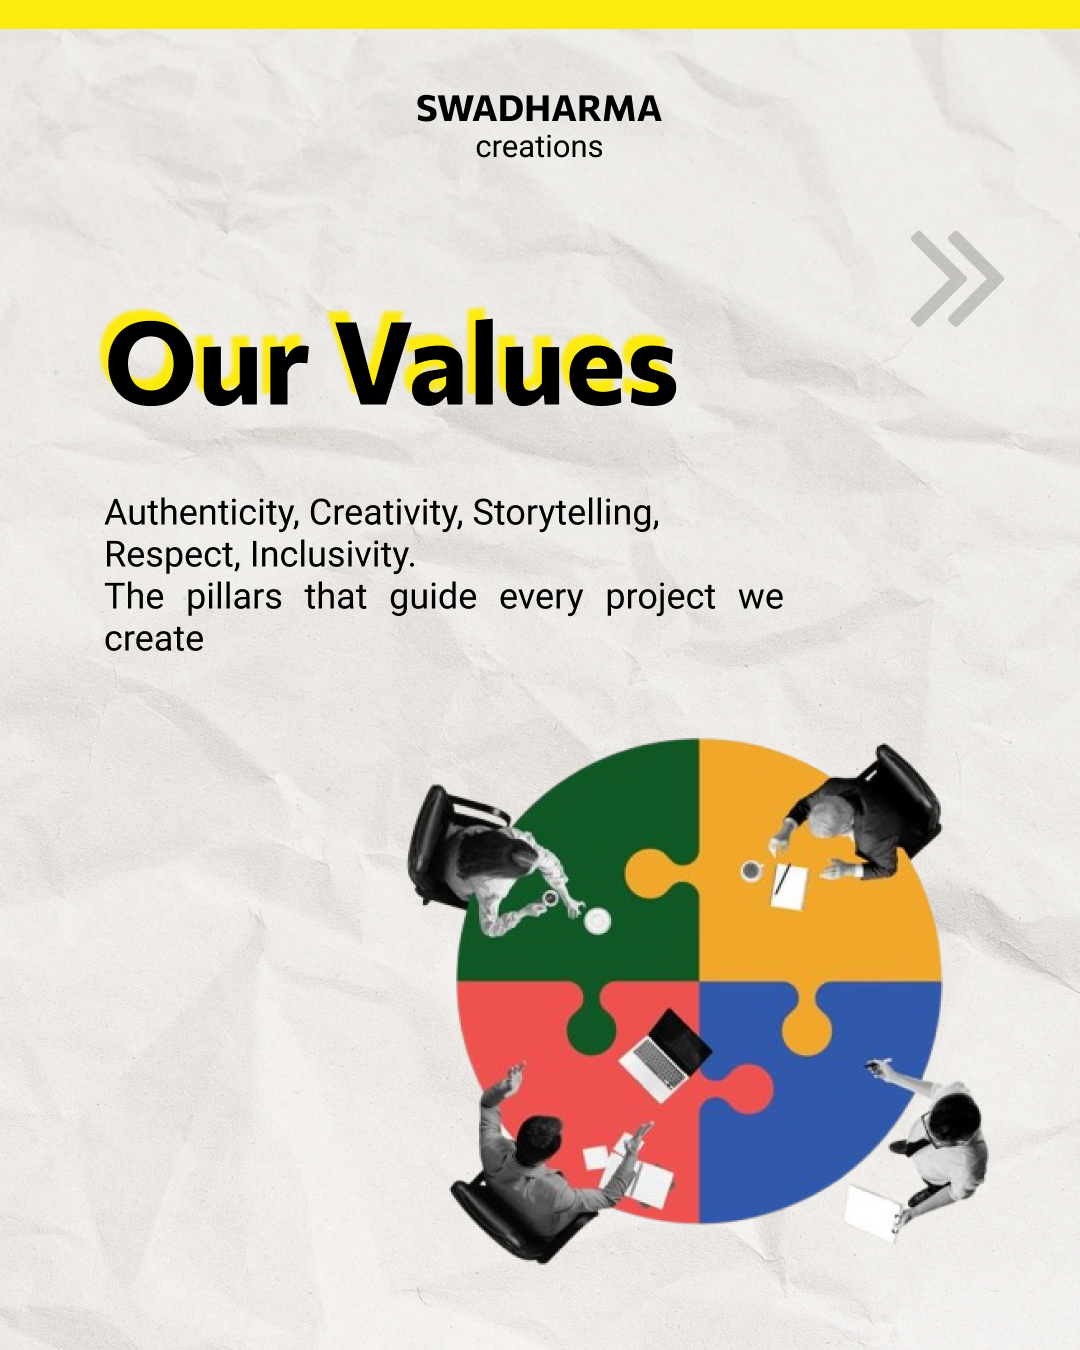 SWADHARMA
creations
Our Values
Authenticity, Creativity, Storytelling,
Respect, Inclusivity.
The pillars that guide every project we
create